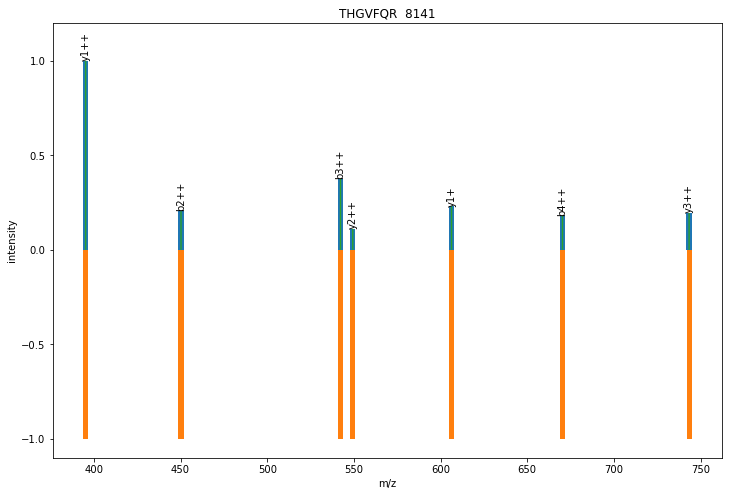 THGVFQR  8141
y1++
b2++
b3++
y2++
y1+
b4++
y3++
1.0
0.5
0.0
−0.5
−1.0
intensity
400 450 500 550 600 650 700 750
m/z